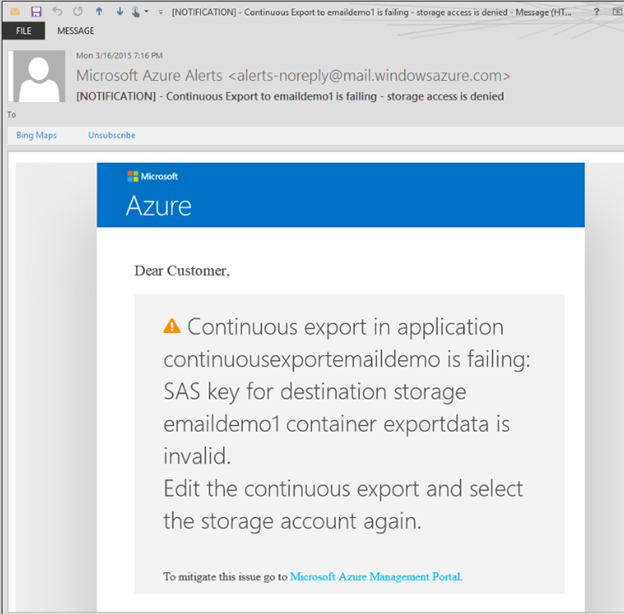 [NOTIFICATION] - Continuous Export to emaildemo1 is failing - storage access is denied - Message (HT...
?
FILE
MESSAGE
Mon 3/16/2015 7:16 PM
Microsoft Azure Alerts <alerts-noreply@mail.windowsazure.com>
[NOTIFICATION] - Continuous Export to emaildemo1 is failing - storage access is denied
To
Bing Maps
Unsubscribe
Microsoft
Azure
Dear Customer,
Continuous export in application
continuousexportemaildemo is failing:
SAS key for destination storage
emaildemo1 container exportdata is
invalid.
Edit the continuous export and select
the storage account again.
To mitigate this issue go to Microsoft Azure Management Portal.